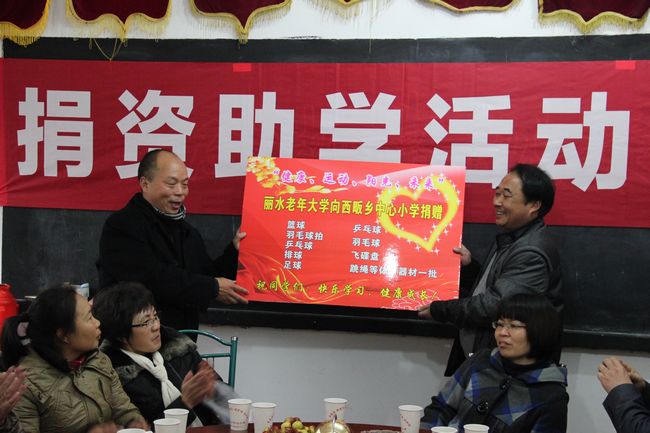 捐资助学活动
“健康、运动、阳光、未来”
丽水老年大学向西畈乡中心小学捐赠
篮球 乒乓球
羽毛球拍 羽毛球
乒乓球 飞碟盘
排球 跳绳等体育器材一批
足球
祝同学们 快乐学习、健康成长！